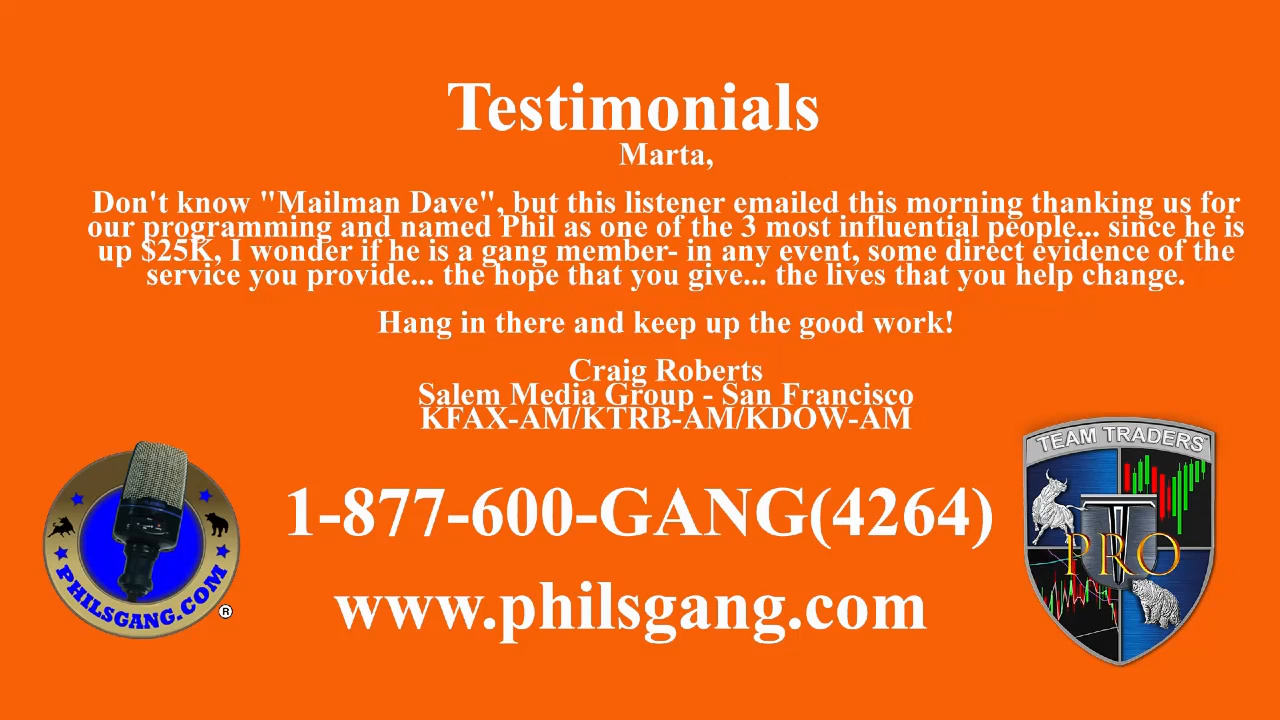 Testimonials
Marta,
Don't know "Mailman Dave", but this listener emailed this morning thanking us for
our programming and named Phil as one of the 3 most influential people... since he is
up $25K, I wonder if he is a gang member- in any event, some direct evidence of the
service you provide... the hope that you give... the lives that you help change.
Hang in there and keep up the good work!
Craig Roberts
Salem Media Group - San Francisco
KFAX-AM/KTRB-AM/KDOW-AM
1-877-600-GANG(4264)
www.philsgang.com
PHILSGANG.COM
®
TEAM TRADERS
PRO